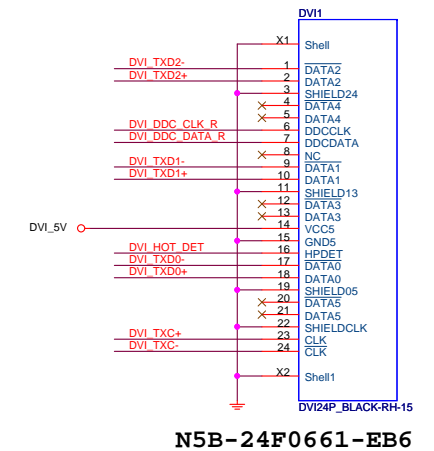 DVI1
X1 Shell
DVI_TXD2- 1 DATA2
DVI_TXD2+ 2 DATA2
3 SHIELD24
4 DATA4
5 DATA4
DVI_DDC_CLK_R 6 DDCCLK
DVI_DDC_DATA_R 7 DDCDATA
8 NC
DVI_TXD1- 9 DATA1
DVI_TXD1+ 10 DATA1
11 SHIELD13
12 DATA3
13 DATA3
DVI_5V 14 VCC5
15 GND5
DVI_HOT_DET 16 HPDET
DVI_TXD0- 17 DATA0
DVI_TXD0+ 18 DATA0
19 SHIELD05
20 DATA5
21 DATA5
22 SHIELDCLK
DVI_TXC+ 23 CLK
DVI_TXC- 24 CLK
X2 Shell1
DVI24P_BLACK-RH-15
N5B-24F0661-EB6